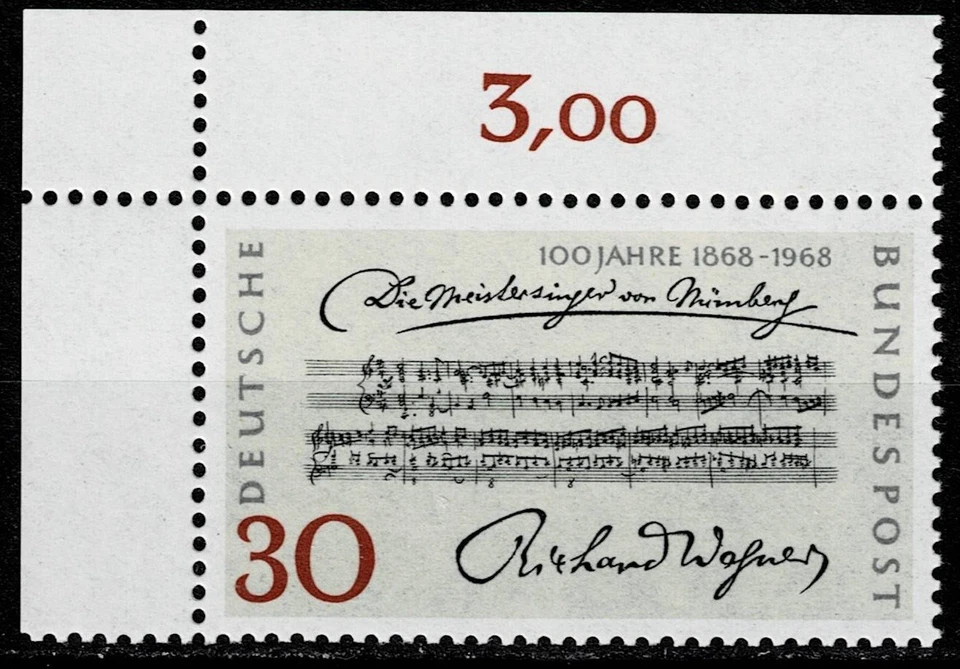 3,00
100 JAHRE 1868-1968
Die Meistersinger von Nürnberg
DEUTSCHE
BUNDESPOST
30
Richard Wagner